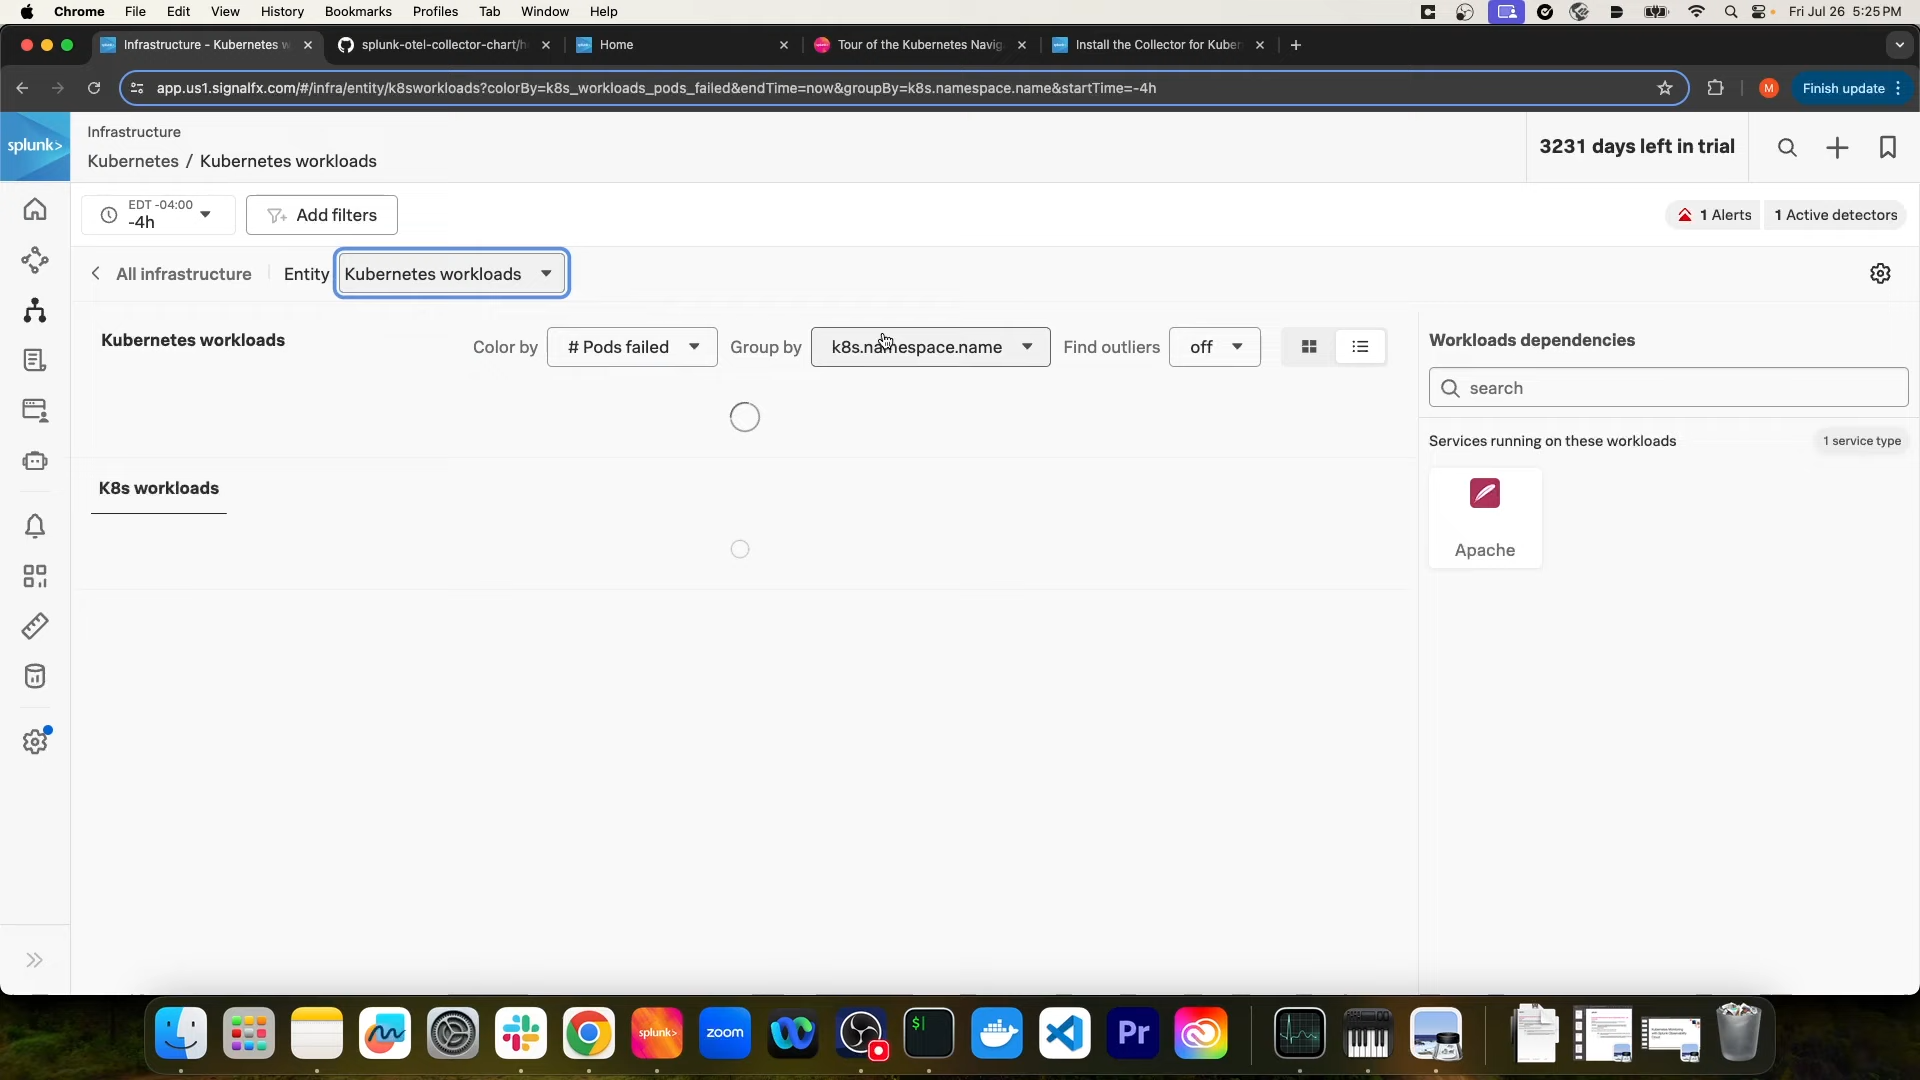 Chrome File Edit View History Bookmarks Profiles Tab Window Help Fri Jul 26 5:25 PM
Infrastructure - Kubernetes w splunk-otel-collector-chart/h Home Tour of the Kubernetes Navig Install the Collector for Kuber
app.us1.signalfx.com/#/infra/entity/k8sworkloads?colorBy=k8s_workloads_pods_failed&endTime=now&groupBy=k8s.namespace.name&startTime=-4h M Finish update
splunk>
Infrastructure
Kubernetes / Kubernetes workloads
3231 days left in trial
EDT -04:00
-4h
Add filters
1 Alerts
1 Active detectors
All infrastructure Entity Kubernetes workloads
Kubernetes workloads
Color by # Pods failed Group by k8s.namespace.name Find outliers off
K8s workloads
Workloads dependencies
search
Services running on these workloads 1 service type
Apache
splunk> zoom $ Pr